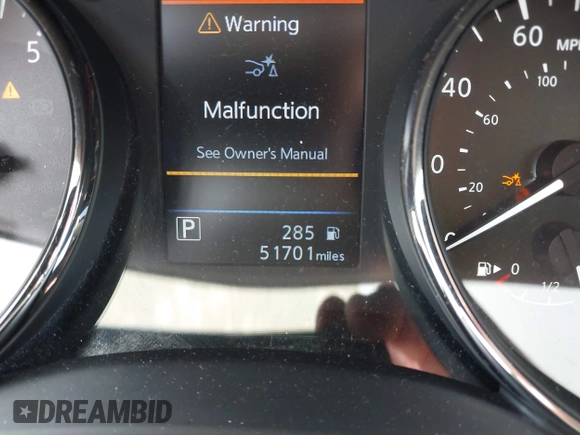 Warning
Malfunction
See Owner's Manual
P
285
51701 miles
5
60
MPH
100
40
60
20
0
1/2
DREAMBID